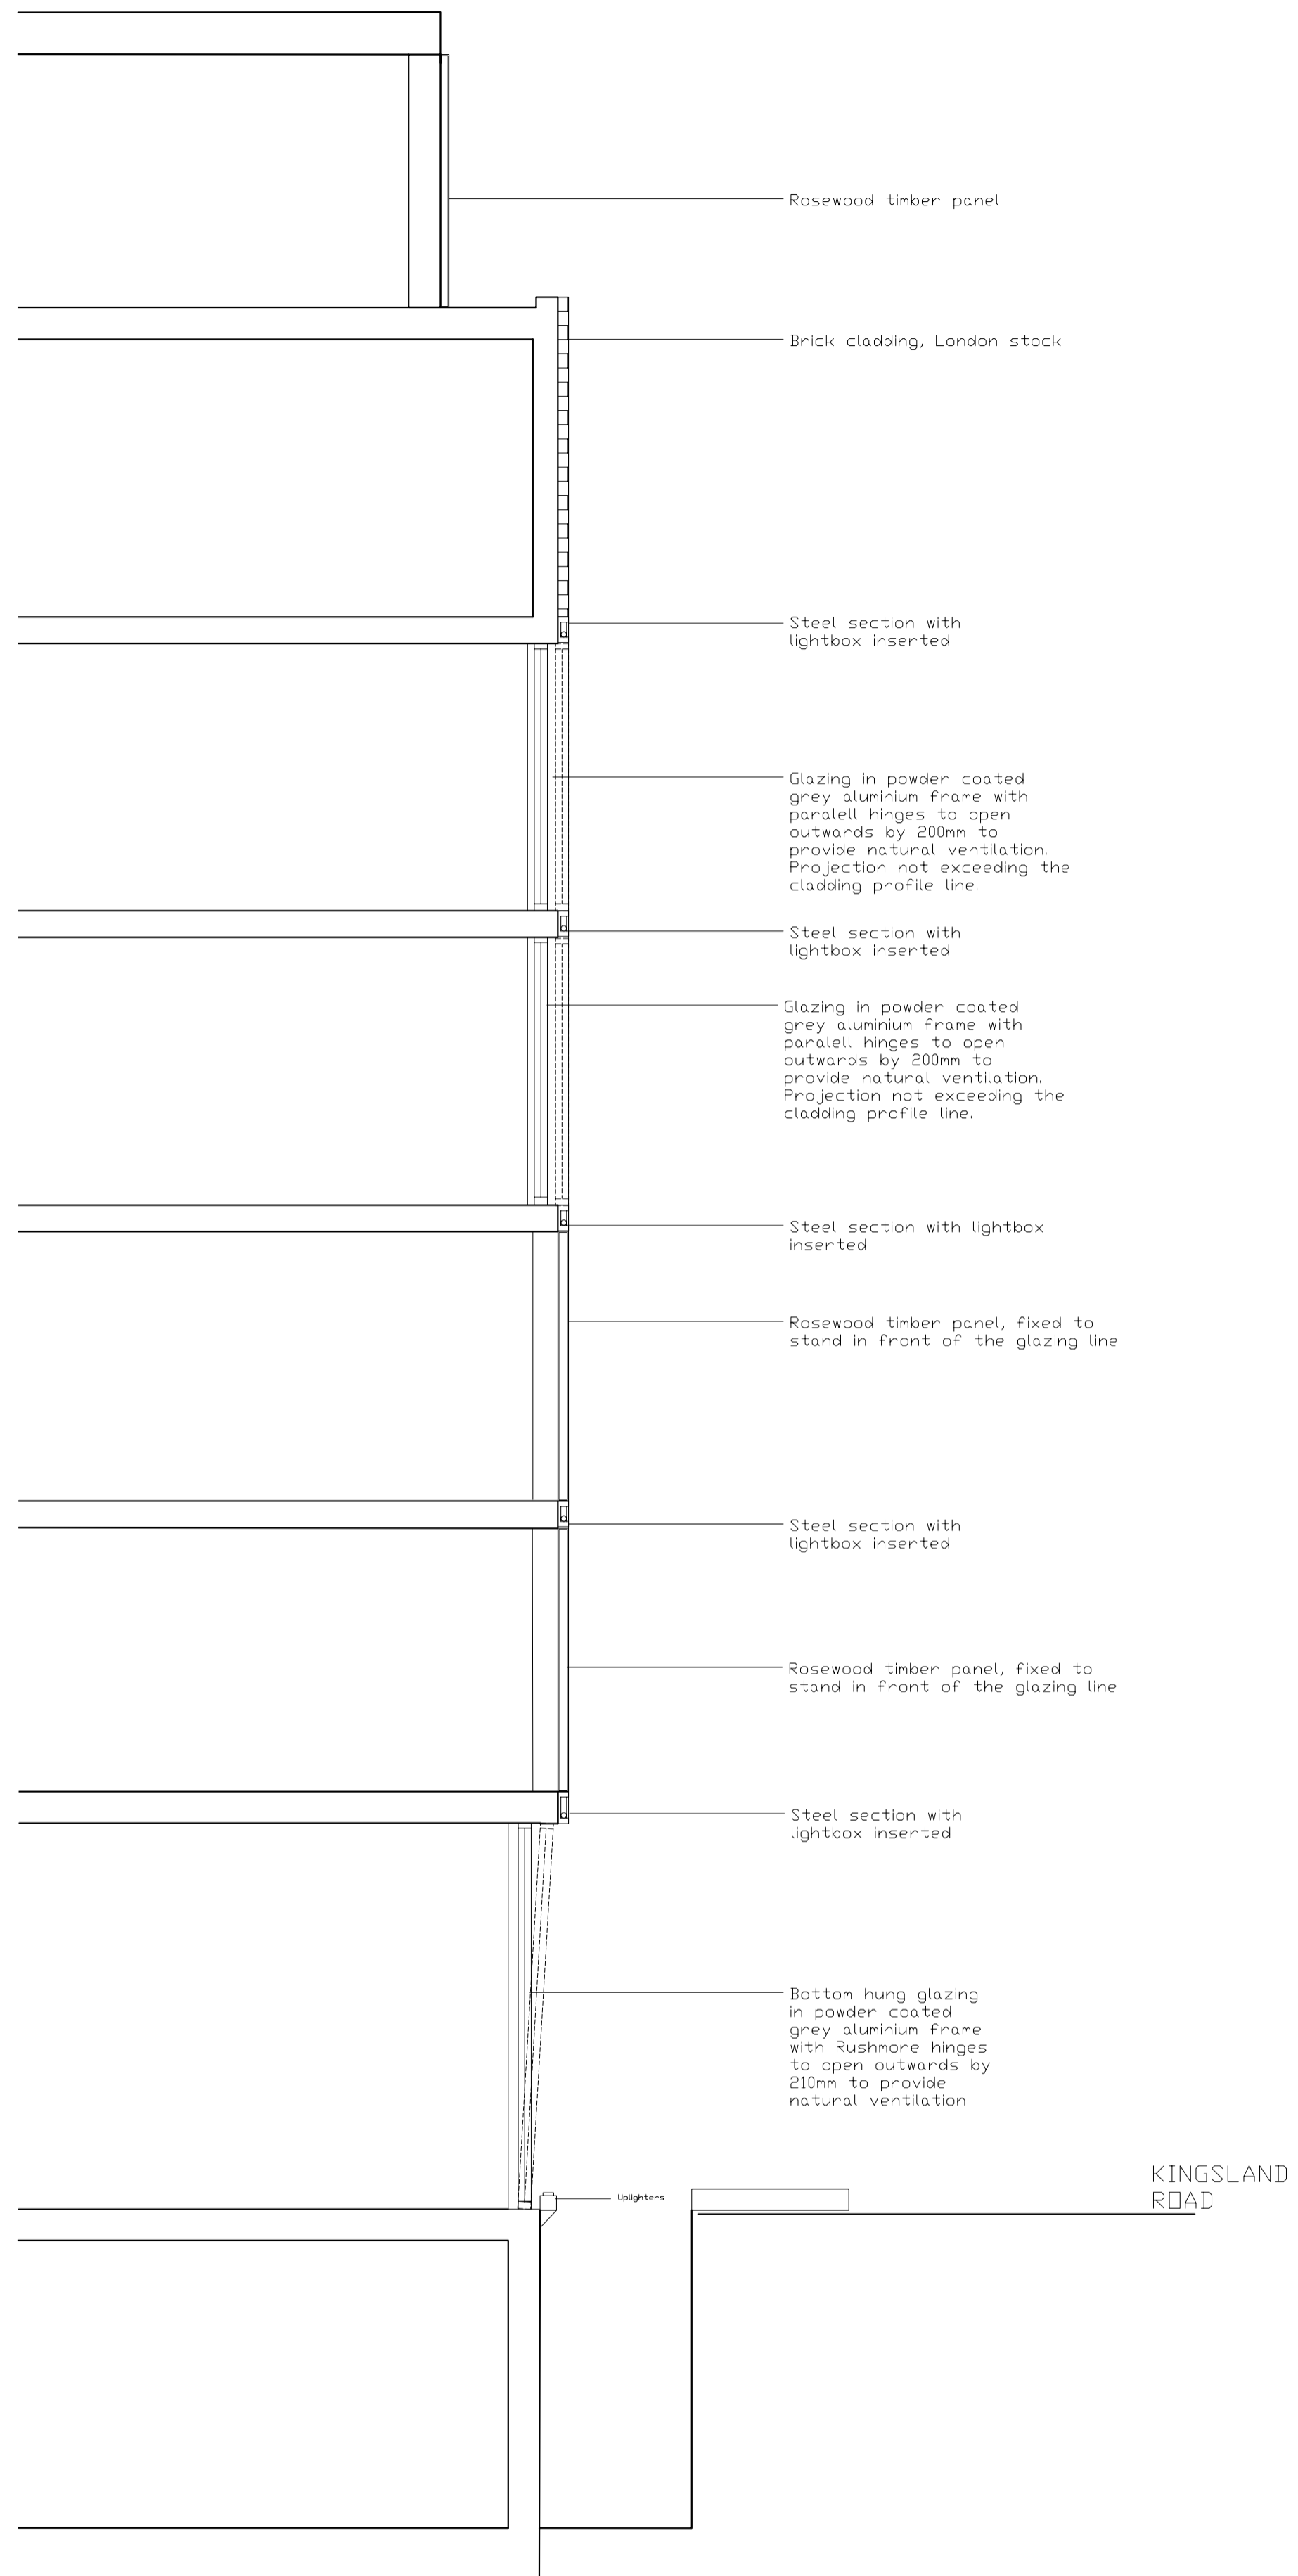 Rosewood timber panel
Brick cladding, London stock
Steel section with
lightbox inserted
Glazing in powder coated
grey aluminium frame with
paralell hinges to open
outwards by 200mm to
provide natural ventilation.
Projection not exceeding the
cladding profile line.
Steel section with
lightbox inserted
Glazing in powder coated
grey aluminium frame with
paralell hinges to open
outwards by 200mm to
provide natural ventilation.
Projection not exceeding the
cladding profile line.
Steel section with lightbox
inserted
Rosewood timber panel, fixed to
stand in front of the glazing line
Steel section with
lightbox inserted
Rosewood timber panel, fixed to
stand in front of the glazing line
Steel section with
lightbox inserted
Bottom hung glazing
in powder coated
grey aluminium frame
with Rushmore hinges
to open outwards by
210mm to provide
natural ventilation
KINGSLAND
ROAD
Uplighters